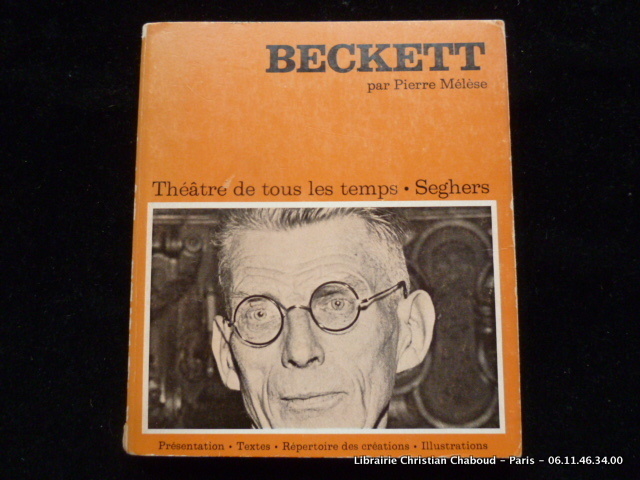 BECKETT
par Pierre Mélèse
Théâtre de tous les temps • Seghers
Présentation • Textes • Répertoire des créations • Illustrations
Librairie Christian Chaboud - Paris - 06.11.46.34.00